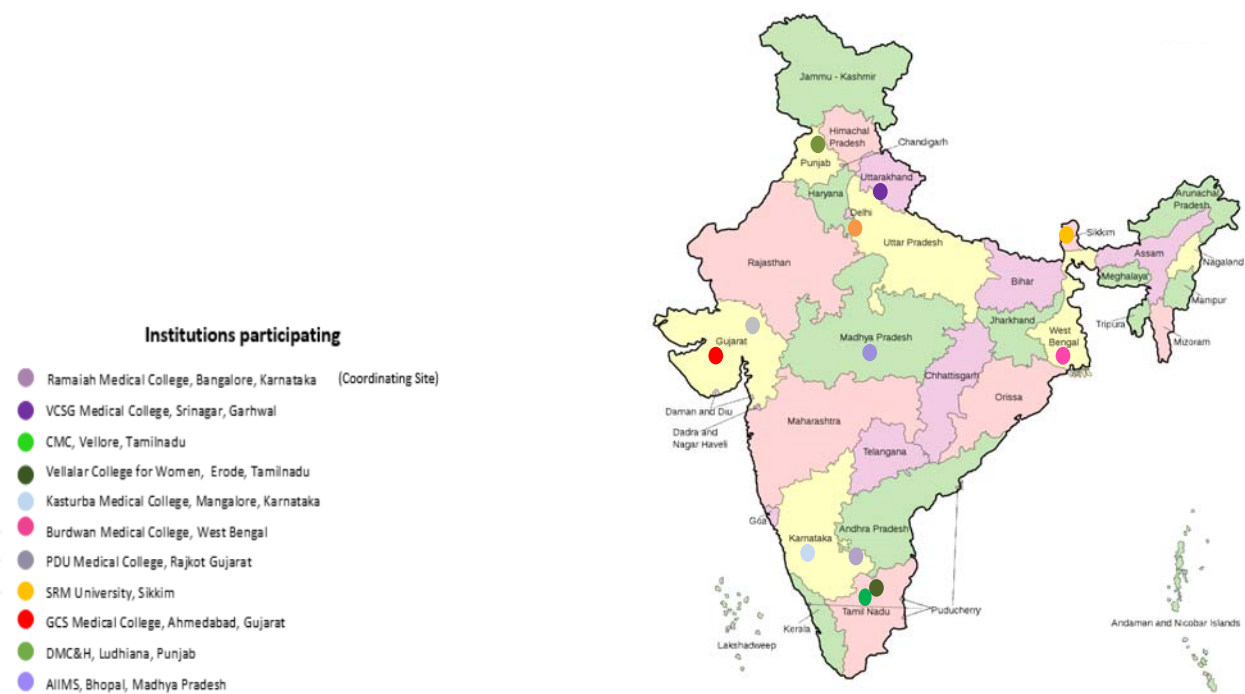 Institutions participating
Ramaiah Medical College, Bangalore, Karnataka (Coordinating Site)
VCSG Medical College, Srinagar, Garhwal
CMC, Vellore, Tamilnadu
Vellalar College for Women, Erode, Tamilnadu
Kasturba Medical College, Mangalore, Karnataka
Burdwan Medical College, West Bengal
PDU Medical College, Rajkot Gujarat
SRM University, Sikkim
GCS Medical College, Ahmedabad, Gujarat
DMC&H, Ludhiana, Punjab
AIIMS, Bhopal, Madhya Pradesh
Jammu - Kashmir
Himachal
Pradesh
Chandigarh
Punjab
Uttarakhand
Haryana
Delhi
Uttar Pradesh
Rajasthan
Sikkim
Arunachal
Pradesh
Assam
Nagaland
Meghalaya
Manipur
Tripura
Mizoram
Bihar
Jharkhand
West
Bengal
Gujarat
Madhya Pradesh
Chhattisgarh
Orissa
Daman and Diu
Dadra and
Nagar Haveli
Maharashtra
Telangana
Goa
Karnataka
Andhra Pradesh
Tamil Nadu
Puducherry
Kerala
Lakshadweep
Andaman and Nicobar Islands